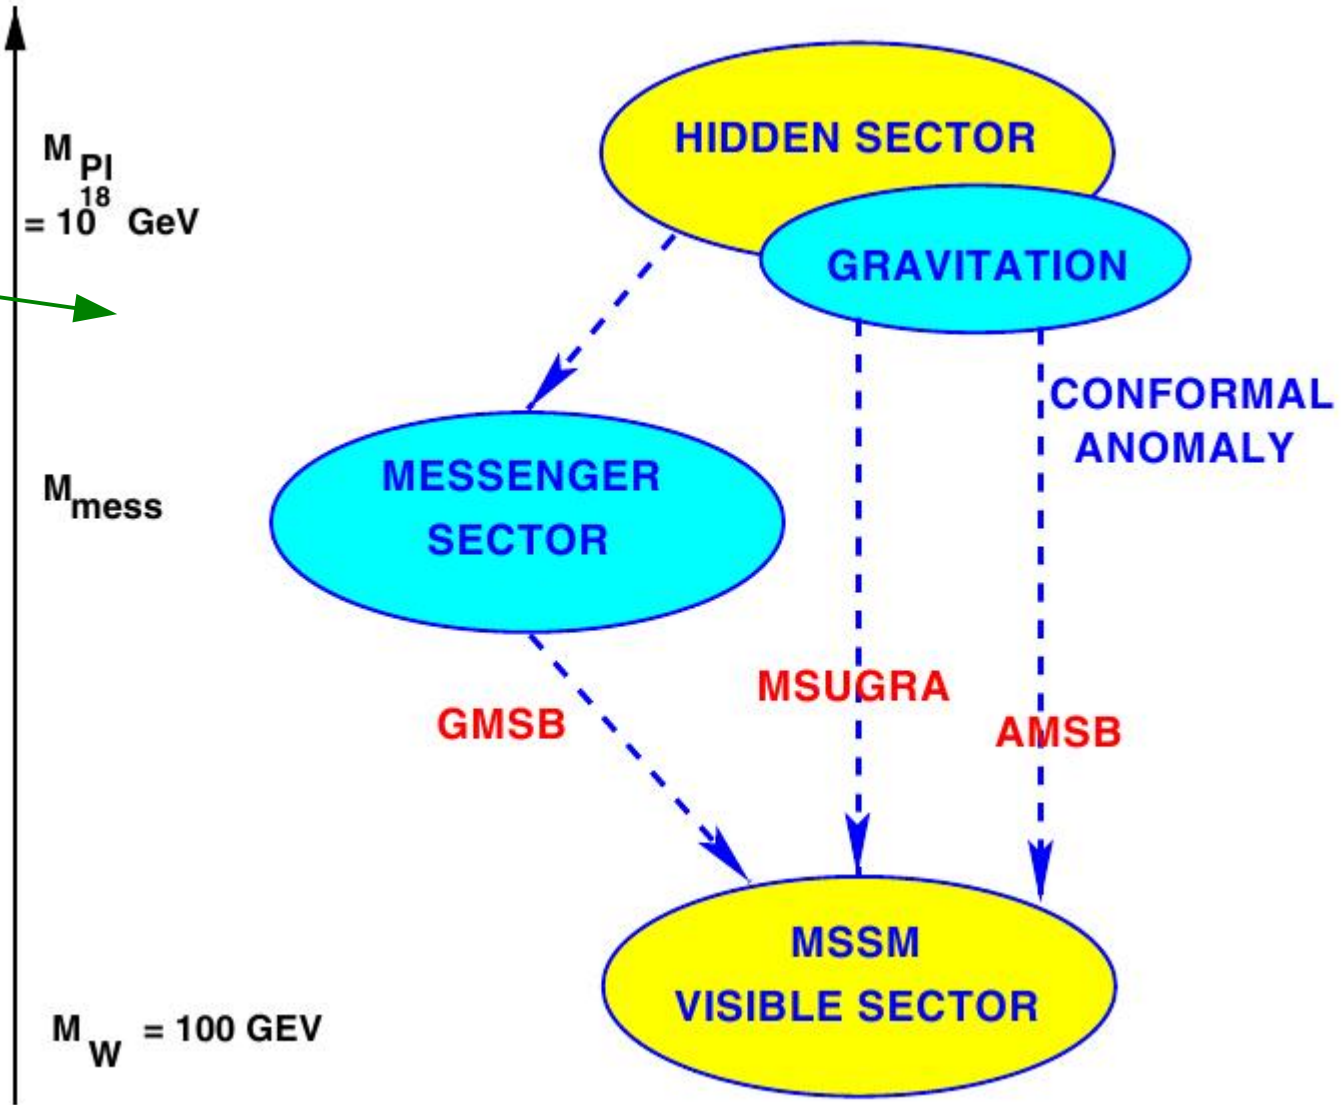 HIDDEN SECTOR
M
Pl
18
= 10 GeV
GRAVITATION
CONFORMAL
ANOMALY
MESSENGER
SECTOR
M
mess
MSUGRA
GMSB
AMSB
MSSM
VISIBLE SECTOR
M
W = 100 GEV